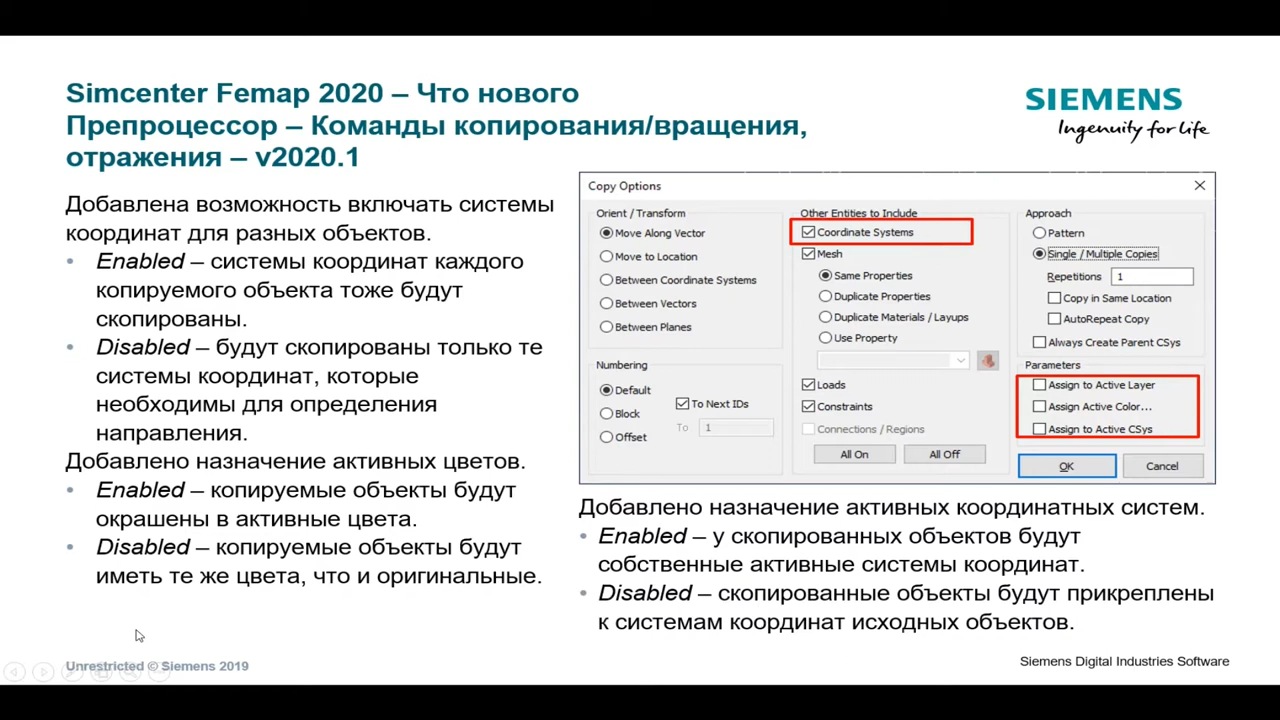 Simcenter Femap 2020 – Что нового
Препроцессор – Команды копирования/вращения,
отражения – v2020.1
SIEMENS
Ingenuity for life
Добавлена возможность включать системы
координат для разных объектов.
• Enabled – системы координат каждого
копируемого объекта тоже будут
скопированы.
• Disabled – будут скопированы только те
системы координат, которые
необходимы для определения
направления.
Добавлено назначение активных цветов.
• Enabled – копируемые объекты будут
окрашены в активные цвета.
• Disabled – копируемые объекты будут
иметь те же цвета, что и оригинальные.
Copy Options
Orient / Transform
Move Along Vector
Move to Location
Between Coordinate Systems
Between Vectors
Between Planes
Numbering
Default
Block
Offset
To Next IDs
To 1
Other Entities to Include
Coordinate Systems
Mesh
Same Properties
Duplicate Properties
Duplicate Materials / Layups
Use Property
Loads
Constraints
Connections / Regions
All On
All Off
Approach
Pattern
Single / Multiple Copies
Repetitions 1
Copy in Same Location
AutoRepeat Copy
Always Create Parent CSys
Parameters
Assign to Active Layer
Assign Active Color...
Assign to Active CSys
OK
Cancel
Добавлено назначение активных координатных систем.
• Enabled – у скопированных объектов будут
собственные активные системы координат.
• Disabled – скопированные объекты будут прикреплены
к системам координат исходных объектов.
Unrestricted © Siemens 2019
Siemens Digital Industries Software